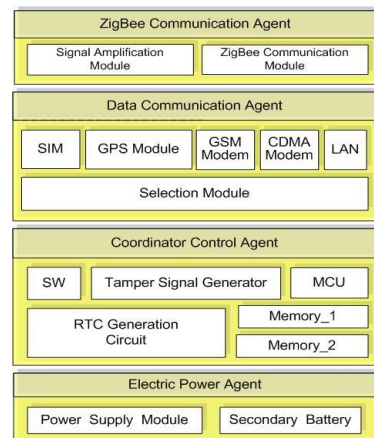 ZigBee Communication Agent
Signal Amplification
Module
ZigBee Communication
Module
Data Communication Agent
SIM
GPS Module
GSM
Modem
CDMA
Modem
LAN
Selection Module
Coordinator Control Agent
SW
Tamper Signal Generator
MCU
RTC Generation
Circuit
Memory_1
Memory_2
Electric Power Agent
Power Supply Module
Secondary Battery